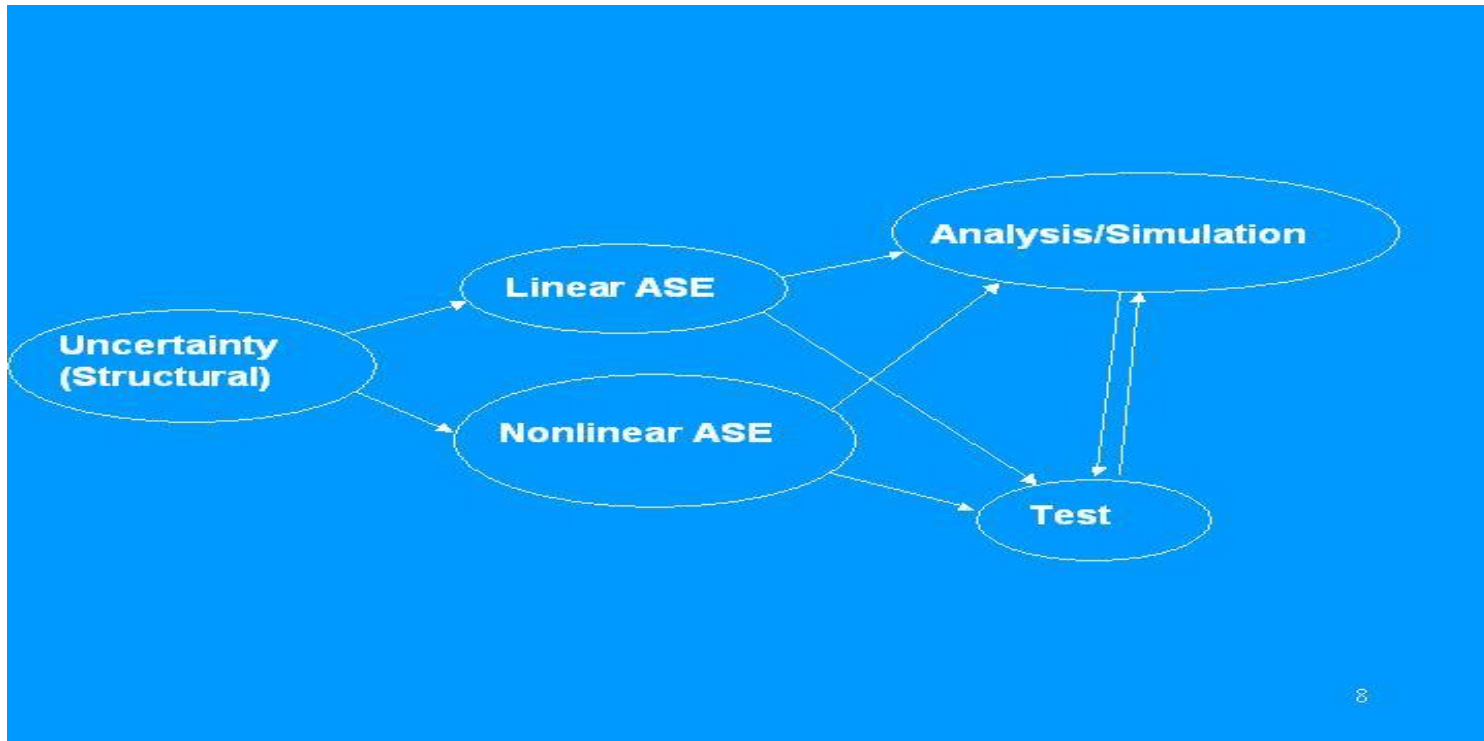 Uncertainty
(Structural)
Linear ASE
Nonlinear ASE
Analysis/Simulation
Test
8